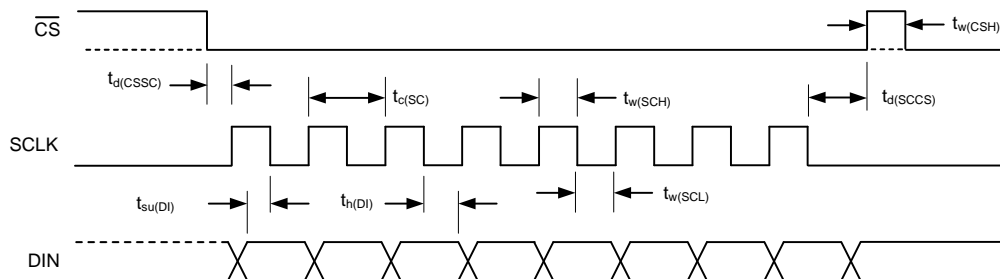 CS
tw(CSH)
td(CSSC)
tc(SC)
tw(SCH)
td(SCCS)
SCLK
tsu(DI)
th(DI)
tw(SCL)
DIN